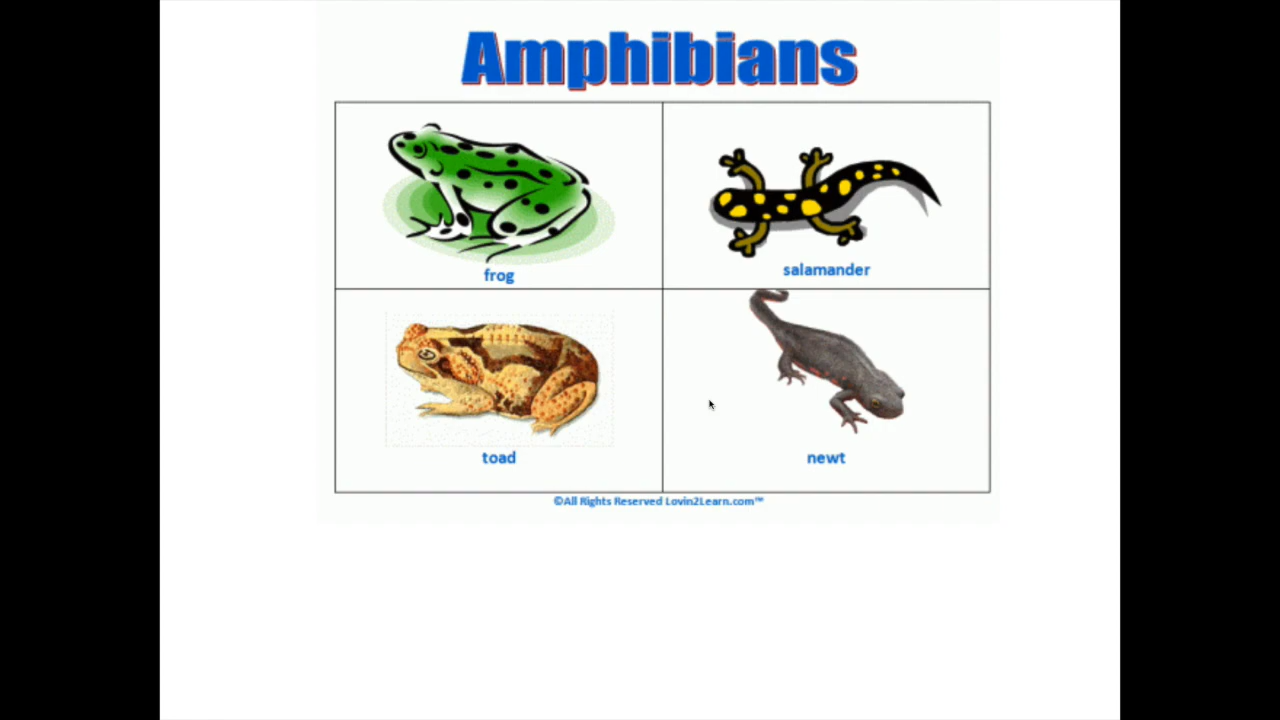 Amphibians
frog
salamander
toad
newt
©All Rights Reserved Lovin2Learn.com™